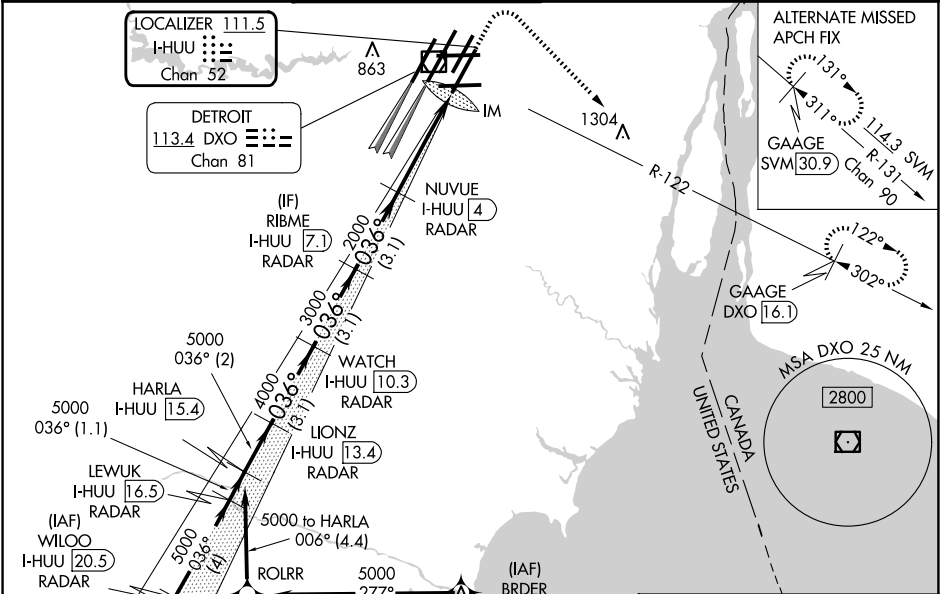 LOCALIZER 111.5
I-HUU
Chan 52
DETROIT
113.4 DXO
Chan 81
863
1304
IM
R-122
ALTERNATE MISSED
APCH FIX
131°
311°
GAAGE
SVM 30.9
114.3 SVM
R-131
Chan 90
NUVUE
I-HUU 4
RADAR
(IF)
RIBME
I-HUU 7.1
RADAR
2000
036°
(3.1)
122°
302°
GAAGE
DXO 16.1
3000
036°
(3.1)
WATCH
I-HUU 10.3
RADAR
5000
036° (2)
4000
036°
(3.1)
HARLA
I-HUU 15.4
LIONZ
I-HUU 13.4
RADAR
5000
036° (1.1)
LEWUK
I-HUU 16.5
RADAR
(IAF)
WILOO
I-HUU 20.5
RADAR
5000
036°
(4)
5000 to HARLA
006° (4.4)
ROLRR
5000
277°
(IAF)
BRDER
CANADA
UNITED STATES
MSA DXO 25 NM
2800